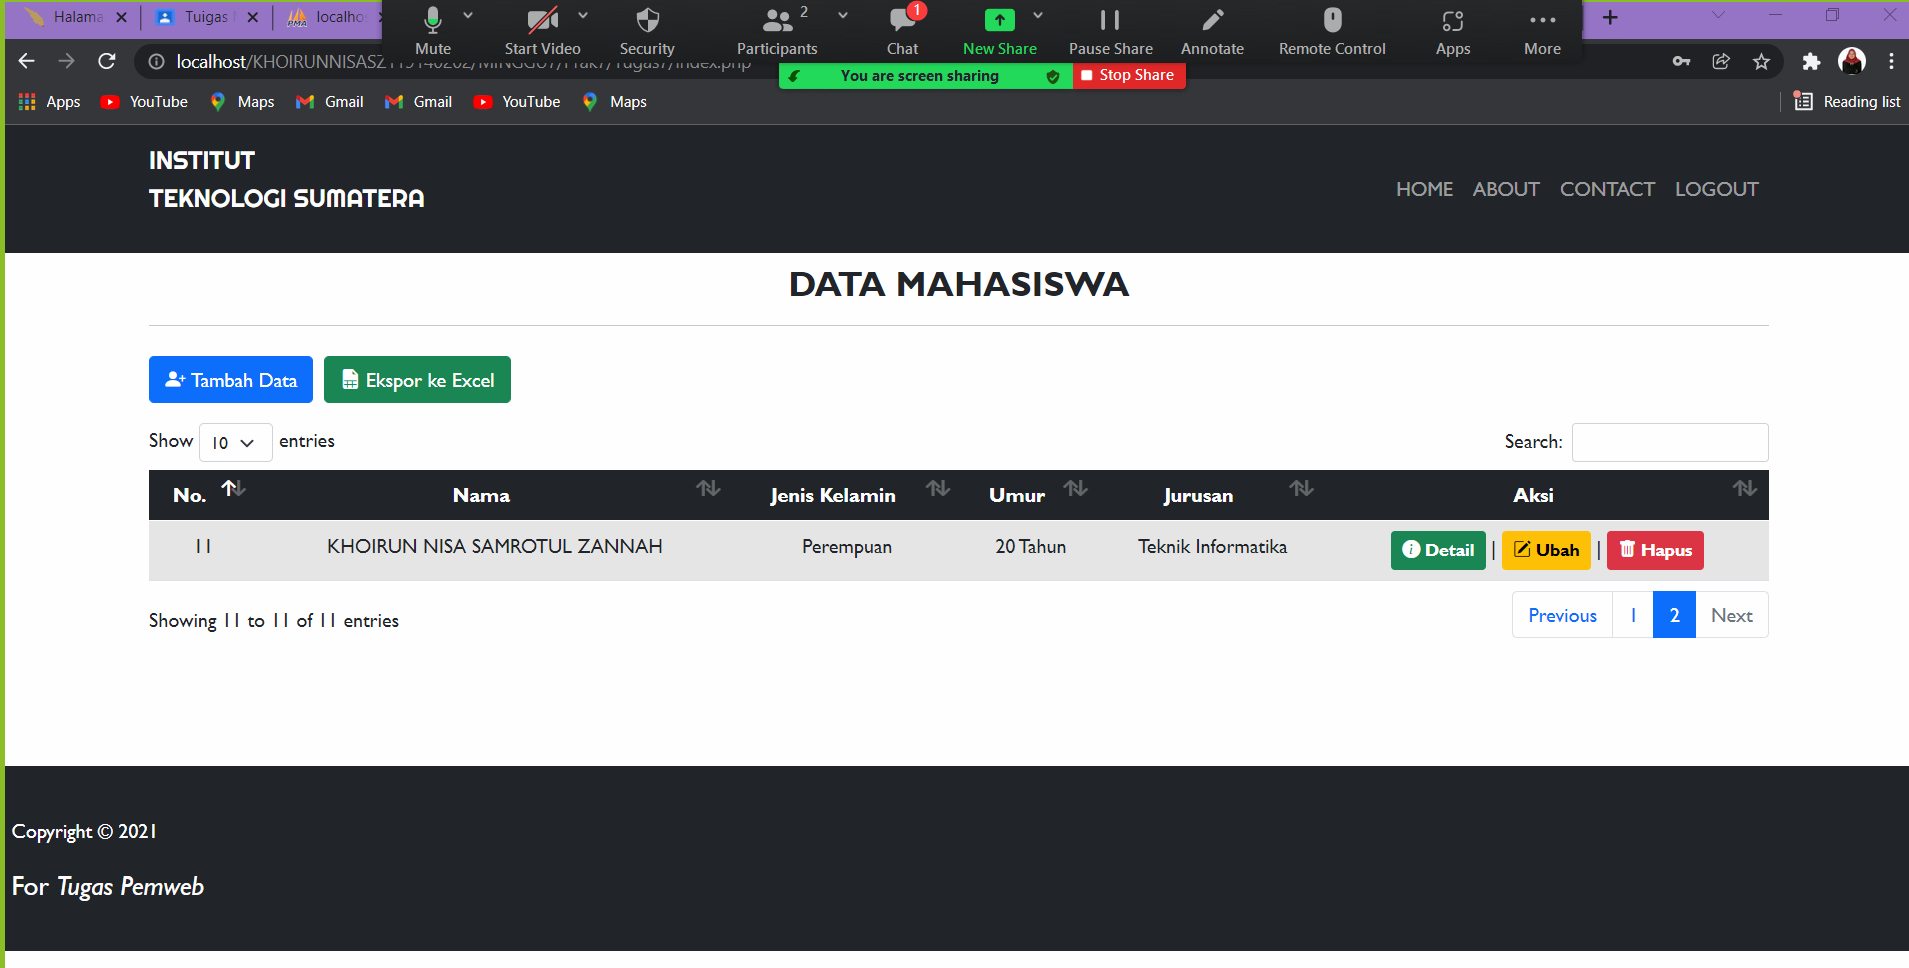 Halama
Tuigas
localhos
Mute
Start Video
Security
Participants
2
Chat
1
New Share
Pause Share
Annotate
Remote Control
Apps
More
You are screen sharing
Stop Share
Apps
YouTube
Maps
Gmail
Gmail
YouTube
Maps
Reading list
INSTITUT
TEKNOLOGI SUMATERA
HOME ABOUT CONTACT LOGOUT
DATA MAHASISWA
Tambah Data
Ekspor ke Excel
Show 10 entries
Search:
No. Nama Jenis Kelamin Umur Jurusan Aksi
11 KHOIRUN NISA SAMROTUL ZANNAH Perempuan 20 Tahun Teknik Informatika Detail | Ubah | Hapus
Showing 11 to 11 of 11 entries
Previous 1 2 Next
Copyright © 2021
For Tugas Pemweb